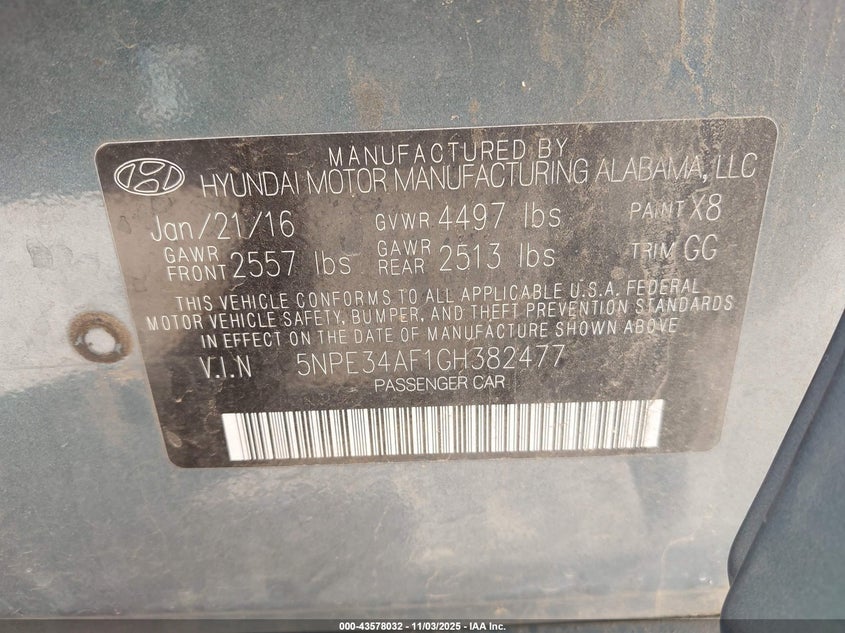 MANUFACTURED BY
HYUNDAI MOTOR MANUFACTURING ALABAMA, LLC
Jan/21/16 GVWR 4497 lbs PAINT X8
GAWR FRONT 2557 lbs GAWR REAR 2513 lbs TRIM GG
THIS VEHICLE CONFORMS TO ALL APPLICABLE U.S.A. FEDERAL
MOTOR VEHICLE SAFETY, BUMPER, AND THEFT PREVENTION STANDARDS
IN EFFECT ON THE DATE OF MANUFACTURE SHOWN ABOVE.
V.I.N 5NPE34AF1GH382477
PASSENGER CAR
000-43578032 - 11/03/2025 - IAA Inc.